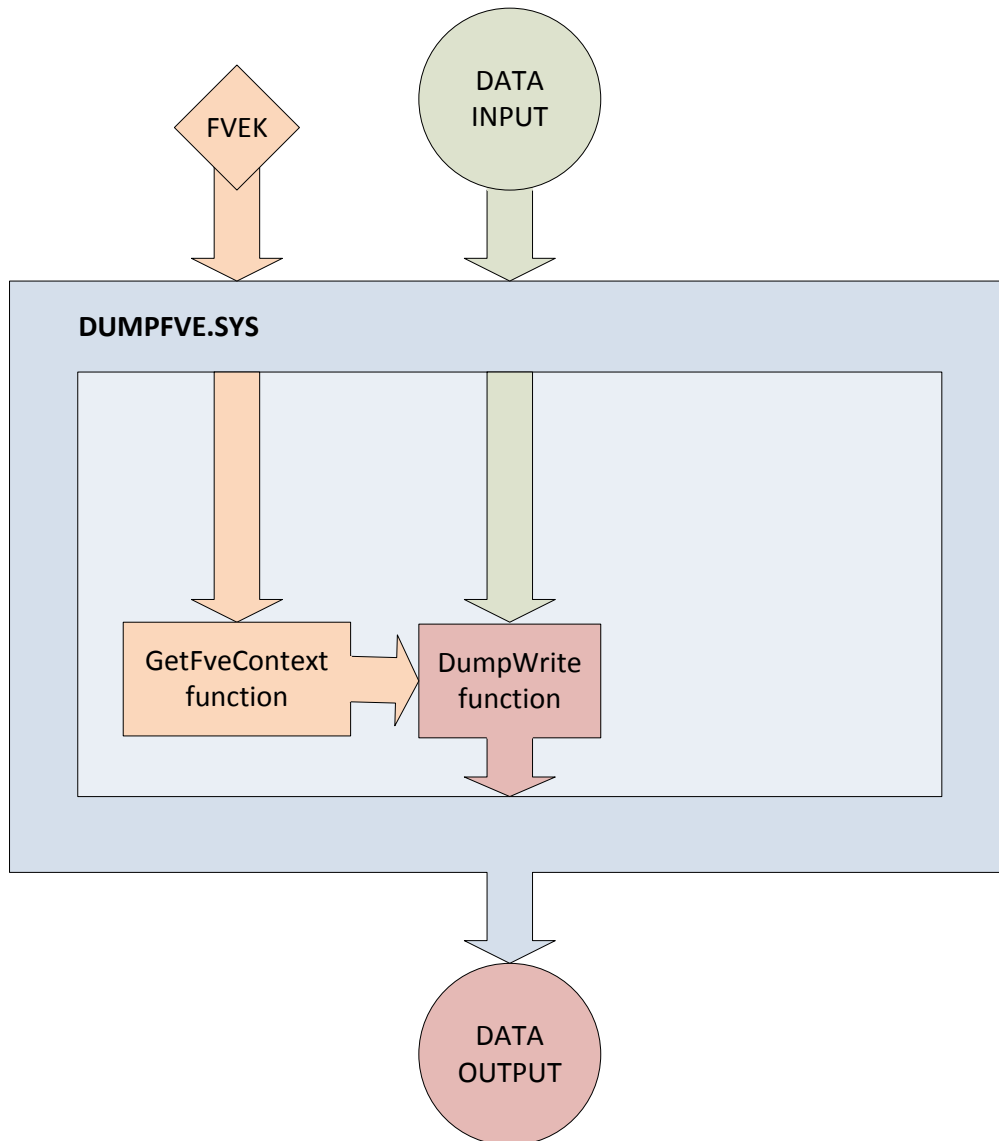 DATA
INPUT
FVEK
DUMPFVE.SYS
GetFveContext
function
DumpWrite
function
DATA
OUTPUT